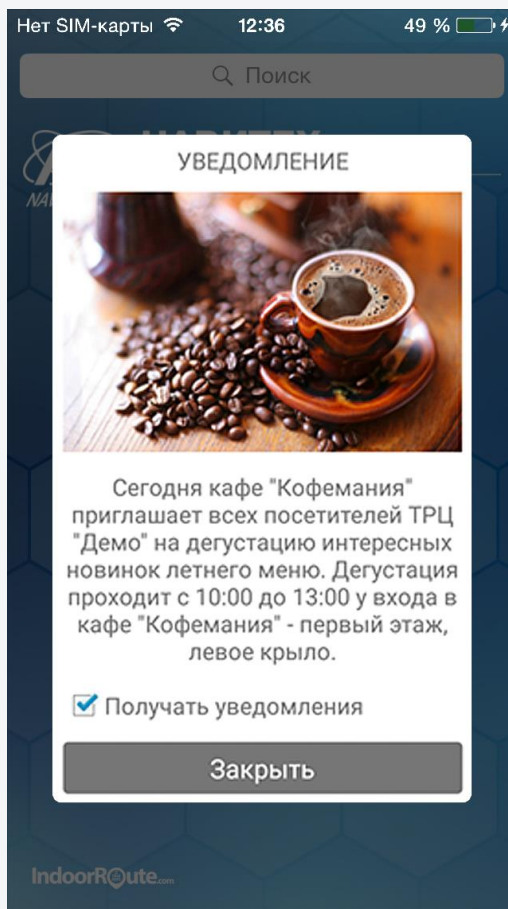 Нет SIM-карты 12:36 49 %
Поиск
УВЕДОМЛЕНИЕ
Сегодня кафе "Кофемания"
приглашает всех посетителей ТРЦ
"Демо" на дегустацию интересных
новинок летнего меню. Дегустация
проходит с 10:00 до 13:00 у входа в
кафе "Кофемания" - первый этаж,
левое крыло.
Получать уведомления
Закрыть
IndoorRoute.com